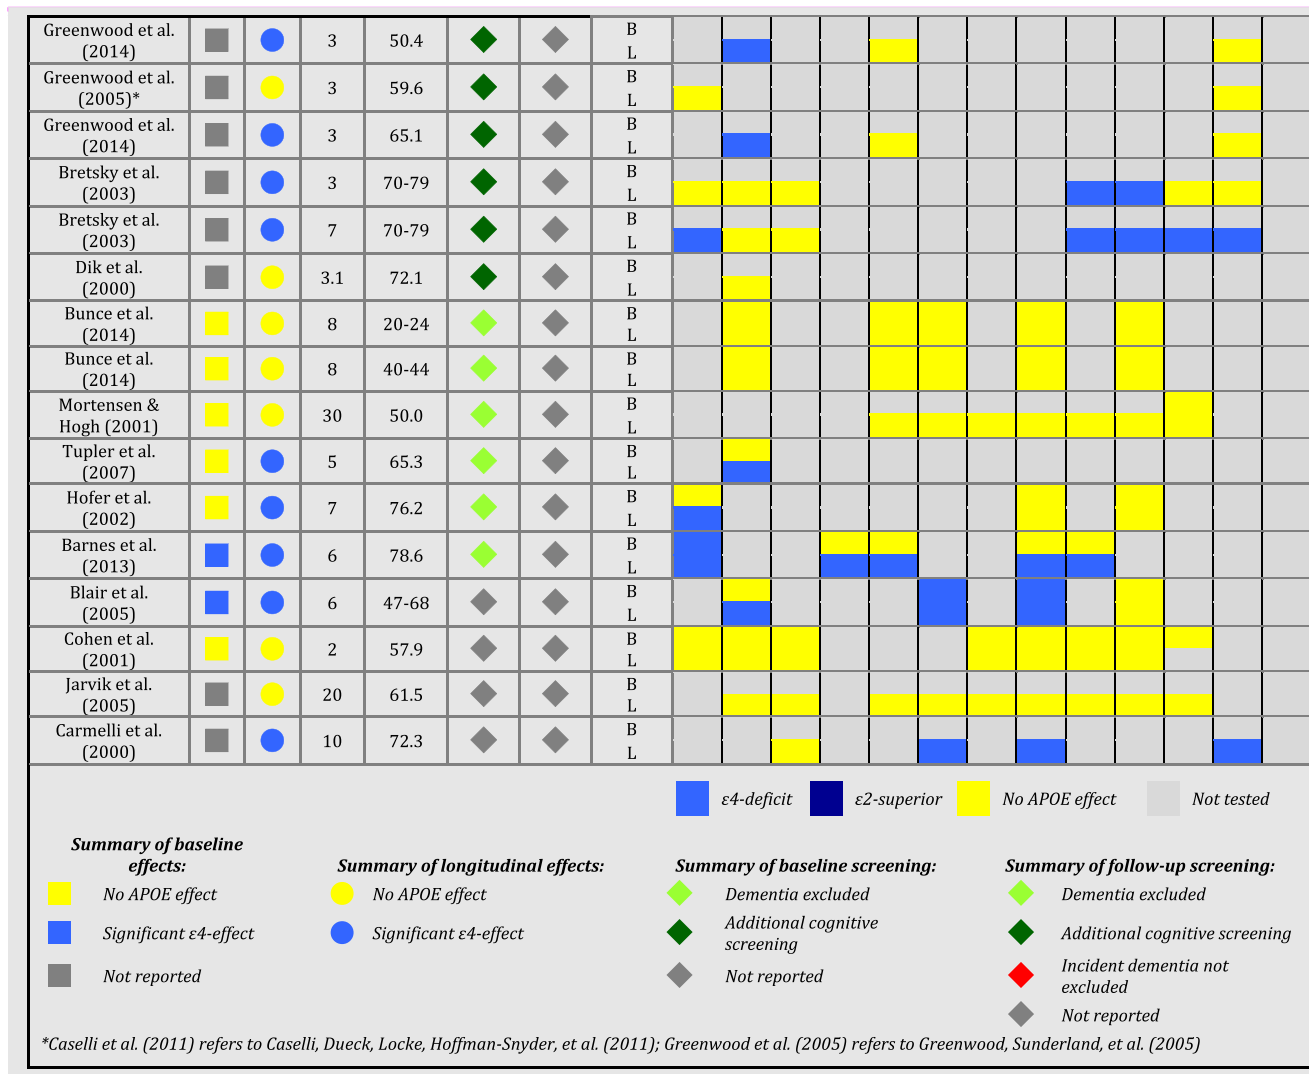 Greenwood et al.
(2014)
3
50.4
B
L
Greenwood et al.
(2005)*
3
59.6
B
L
Greenwood et al.
(2014)
3
65.1
B
L
Bretsky et al.
(2003)
3
70-79
B
L
Bretsky et al.
(2003)
7
70-79
B
L
Dik et al.
(2000)
3.1
72.1
B
L
Bunce et al.
(2014)
8
20-24
B
L
Bunce et al.
(2014)
8
40-44
B
L
Mortensen &
Hogh (2001)
30
50.0
B
L
Tupler et al.
(2007)
5
65.3
B
L
Hofer et al.
(2002)
7
76.2
B
L
Barnes et al.
(2013)
6
78.6
B
L
Blair et al.
(2005)
6
47-68
B
L
Cohen et al.
(2001)
2
57.9
B
L
Jarvik et al.
(2005)
20
61.5
B
L
Carmelli et al.
(2000)
10
72.3
B
L
ε4-deficit
ε2-superior
No APOE effect
Not tested
Summary of baseline
effects:
No APOE effect
Significant ε4-effect
Not reported
Summary of longitudinal effects:
No APOE effect
Significant ε4-effect
Summary of baseline screening:
Dementia excluded
Additional cognitive
screening
Not reported
Summary of follow-up screening:
Dementia excluded
Additional cognitive screening
Incident dementia not
excluded
Not reported
*Caselli et al. (2011) refers to Caselli, Dueck, Locke, Hoffman-Snyder, et al. (2011); Greenwood et al. (2005) refers to Greenwood, Sunderland, et al. (2005)